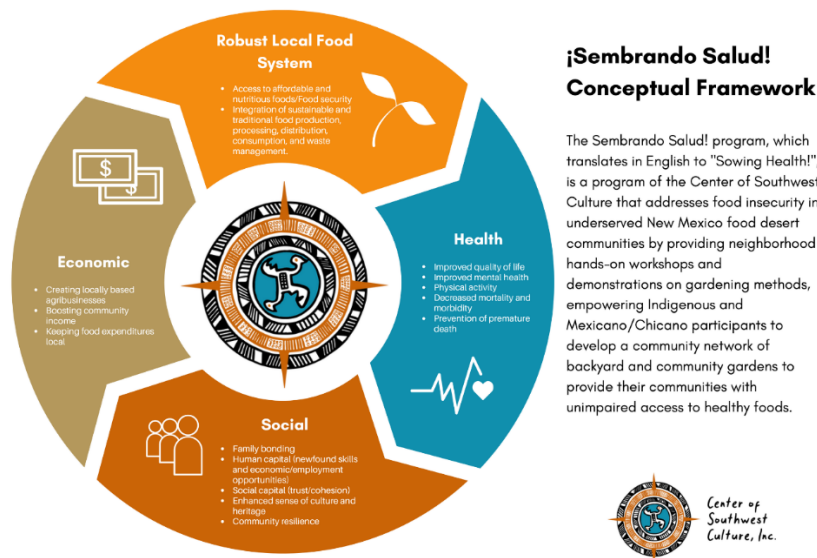 Robust Local Food
System
• Access to affordable and
nutritious foods/Food security
• Integration of sustainable and
traditional food production,
processing, distribution,
consumption, and waste
management.
Health
• Improved quality of life
• Improved mental health
• Physical activity
• Decreased mortality and
morbidity
• Prevention of premature
death
Social
• Family bonding
• Human capital (newfound skills
and economic/employment
opportunities)
• Social capital (trust/cohesion)
• Enhanced sense of culture and
heritage
• Community resilience
$
$
Economic
• Creating locally based
agribusinesses
• Boosting community
income
• Keeping food expenditures
local
¡Sembrando Salud!
Conceptual Framework
The Sembrando Salud! program, which
translates in English to "Sowing Health!",
is a program of the Center of Southwest
Culture that addresses food insecurity in
underserved New Mexico food desert
communities by providing neighborhood
hands-on workshops and
demonstrations on gardening methods,
empowering Indigenous and
Mexicano/Chicano participants to
develop a community network of
backyard and community gardens to
provide their communities with
unimpaired access to healthy foods.
Center of
Southwest
Culture, Inc.